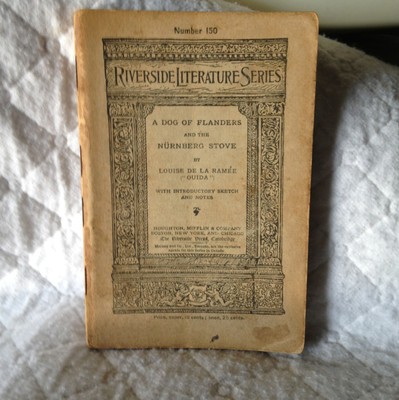 Number 150
RIVERSIDE LITERATURE SERIES
A DOG OF FLANDERS
AND THE
NÜRNBERG STOVE
BY
LOUISE DE LA RAMÉE
("OUIDA")
WITH INTRODUCTORY SKETCH
AND NOTES
HOUGHTON, MIFFLIN & COMPANY
BOSTON, NEW YORK, AND CHICAGO
The Riverside Press, Cambridge